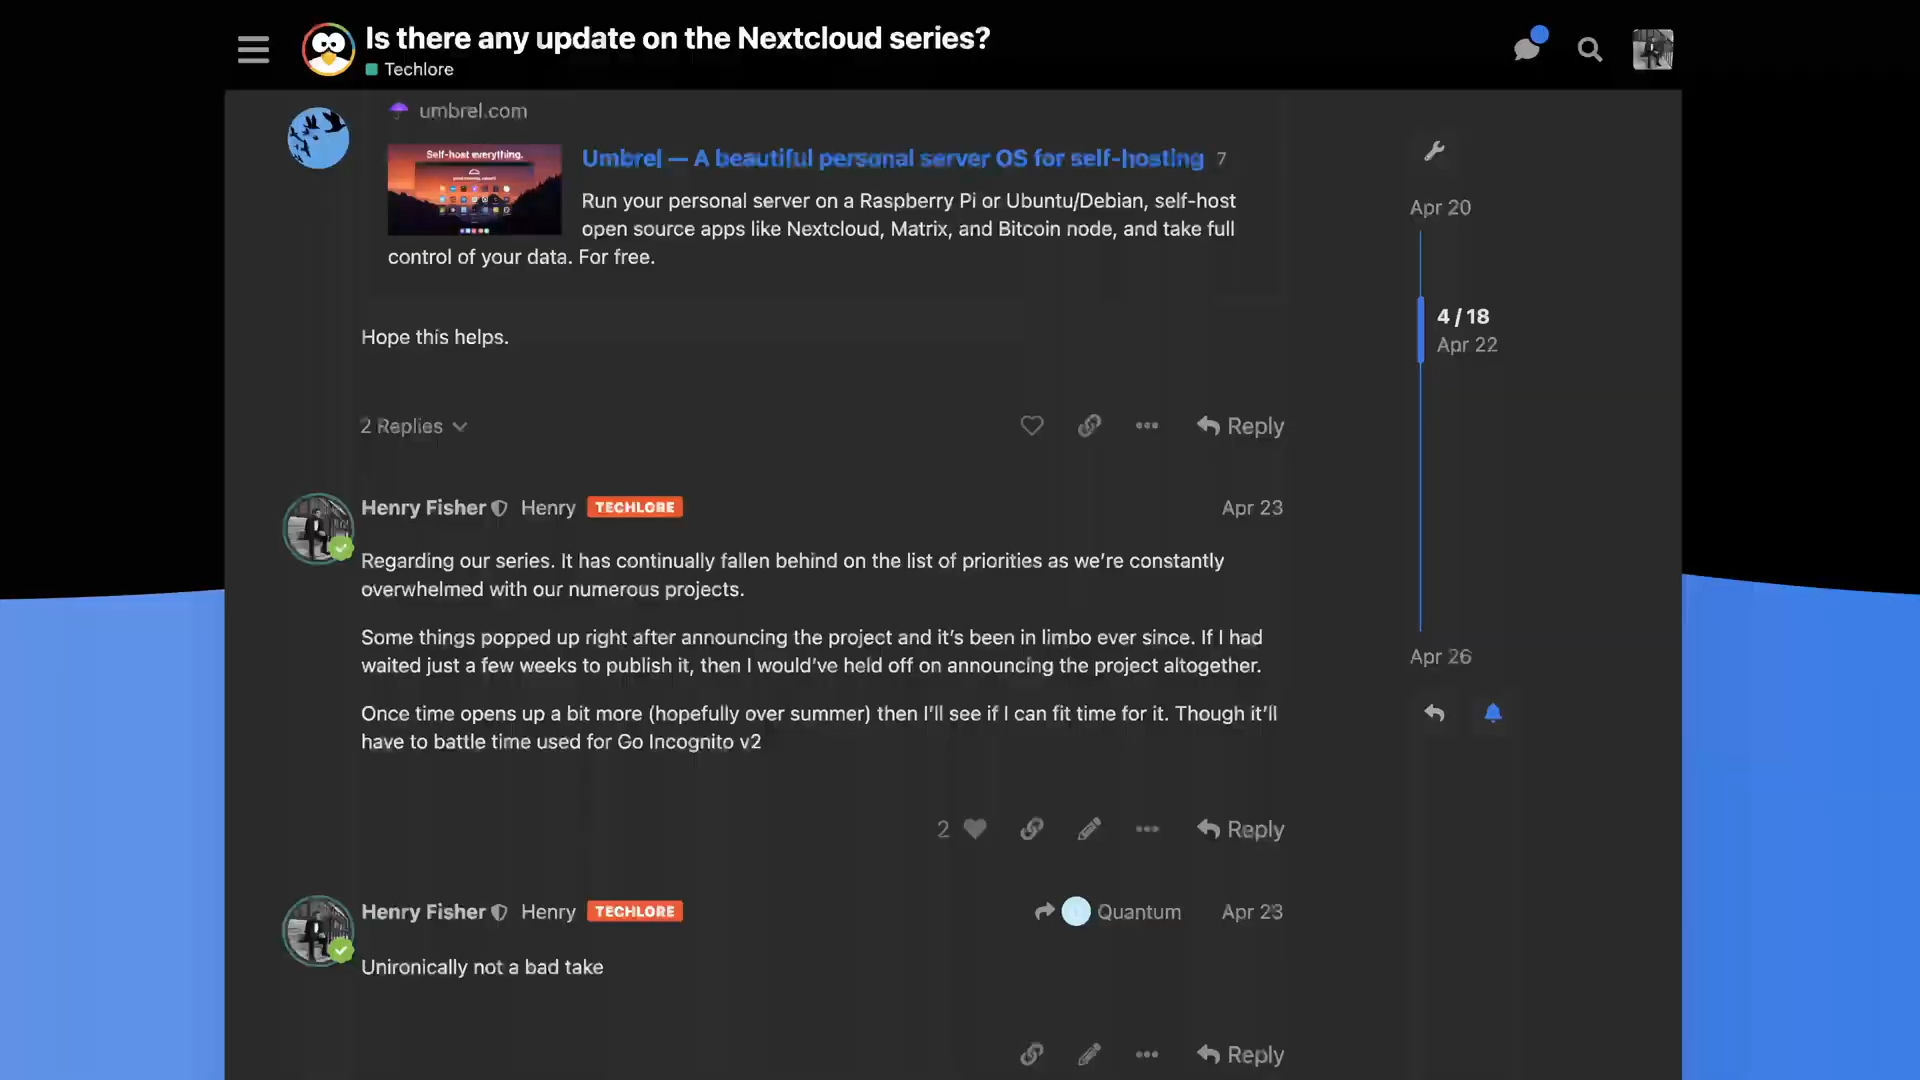 Is there any update on the Nextcloud series?
Techlore
umbrel.com
Self-host everything.
Umbrel — A beautiful personal server OS for self-hosting 7
Run your personal server on a Raspberry Pi or Ubuntu/Debian, self-host
open source apps like Nextcloud, Matrix, and Bitcoin node, and take full
control of your data. For free.
Hope this helps.
2 Replies
Reply
Apr 20
4 / 18
Apr 22
Apr 26
Henry Fisher Henry TECHLORE Apr 23
Regarding our series. It has continually fallen behind on the list of priorities as we’re constantly
overwhelmed with our numerous projects.
Some things popped up right after announcing the project and it’s been in limbo ever since. If I had
waited just a few weeks to publish it, then I would’ve held off on announcing the project altogether.
Once time opens up a bit more (hopefully over summer) then I’ll see if I can fit time for it. Though it’ll
have to battle time used for Go Incognito v2
2 Reply
Henry Fisher Henry TECHLORE Quantum Apr 23
Unironically not a bad take
Reply